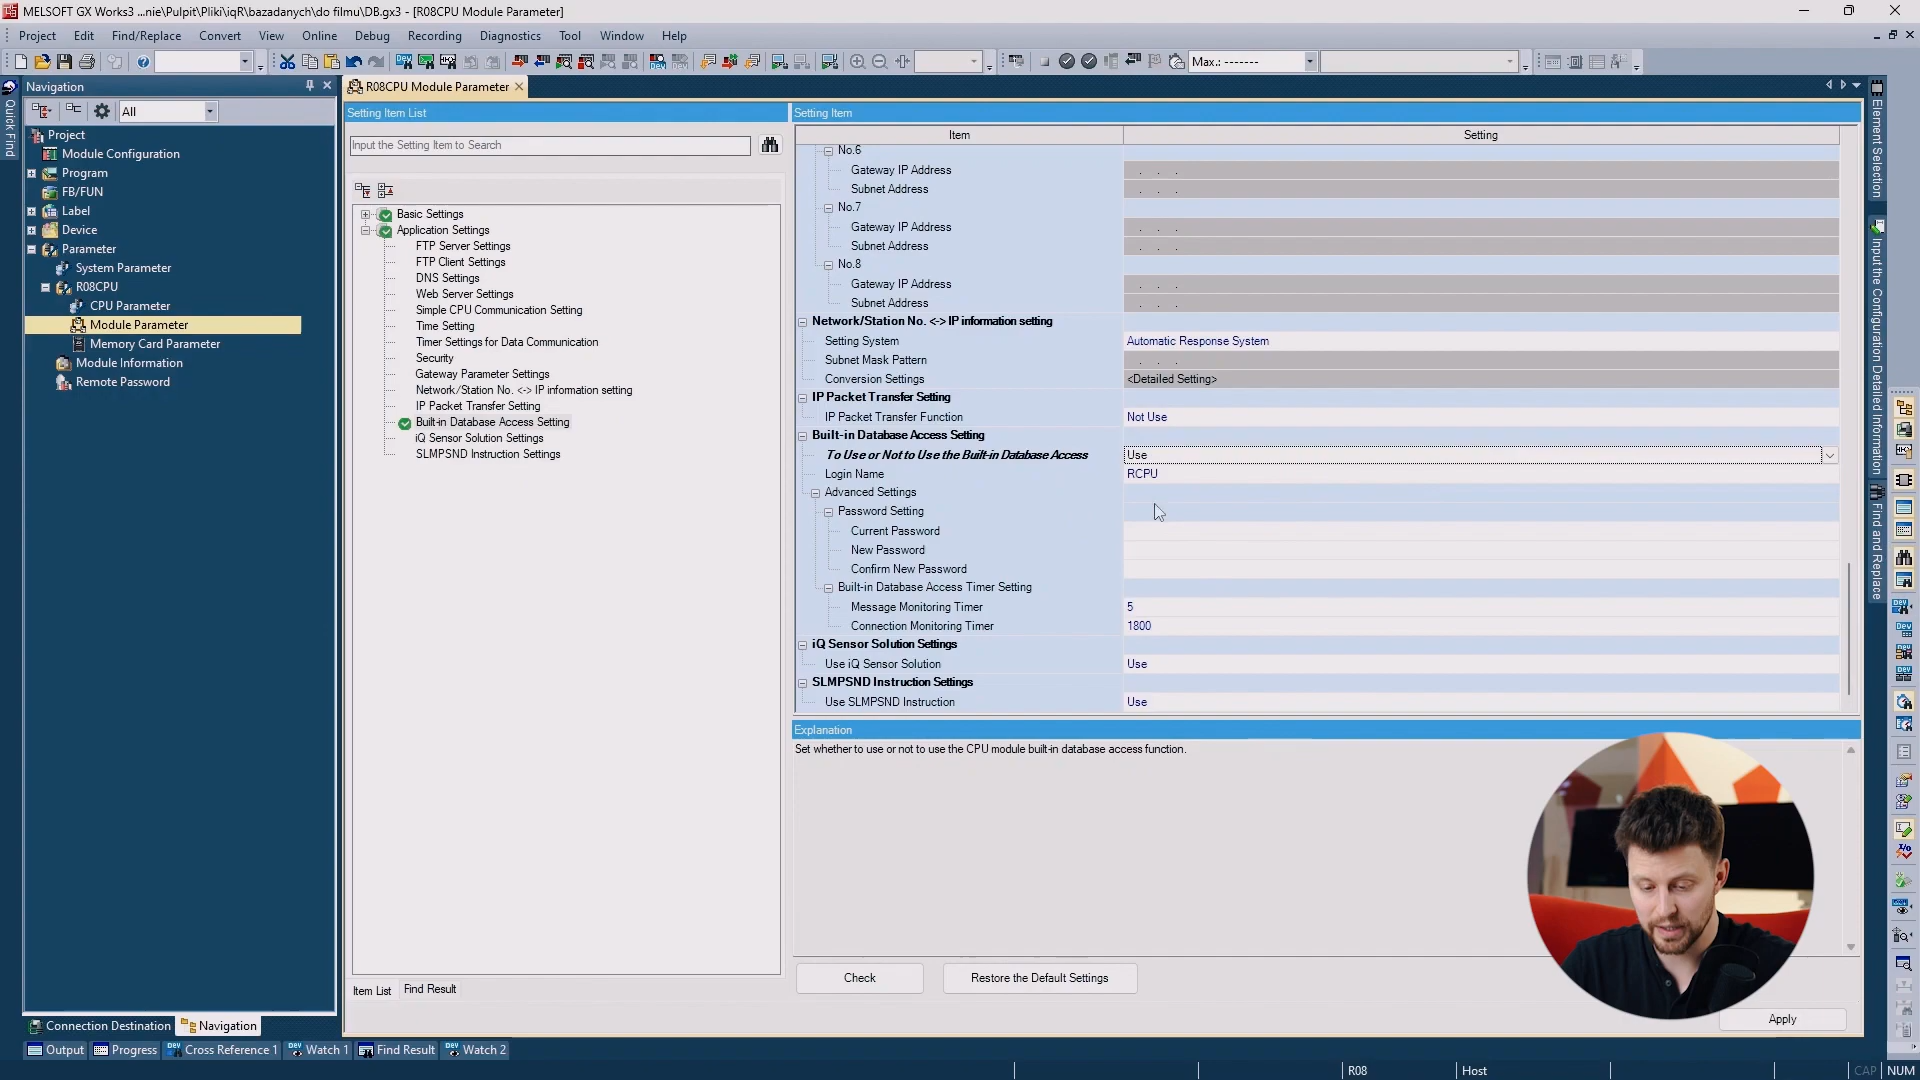 MELSOFT GX Works3 ...nie\Pulpit\Pliki\iqR\bazadanych\do filmu\DB.gx3 - [R08CPU Module Parameter]
Project Edit Find/Replace Convert View Online Debug Recording Diagnostics Tool Window Help
Max.: -------
Navigation
R08CPU Module Parameter
Quick Find
All
Project
Module Configuration
Program
FB/FUN
Label
Device
Parameter
System Parameter
R08CPU
CPU Parameter
Module Parameter
Memory Card Parameter
Module Information
Remote Password
Setting Item List
Input the Setting Item to Search
Basic Settings
Application Settings
FTP Server Settings
FTP Client Settings
DNS Settings
Web Server Settings
Simple CPU Communication Setting
Time Setting
Timer Settings for Data Communication
Security
Gateway Parameter Settings
Network/Station No. <-> IP information setting
IP Packet Transfer Setting
Built-in Database Access Setting
iQ Sensor Solution Settings
SLMPSND Instruction Settings
Item List Find Result
Setting Item
Item Setting
No.6
Gateway IP Address . . .
Subnet Address . . .
No.7
Gateway IP Address . . .
Subnet Address . . .
No.8
Gateway IP Address . . .
Subnet Address . . .
Network/Station No. <-> IP information setting
Setting System Automatic Response System
Subnet Mask Pattern . . .
Conversion Settings <Detailed Setting>
IP Packet Transfer Setting
IP Packet Transfer Function Not Use
Built-in Database Access Setting
To Use or Not to Use the Built-in Database Access Use
Login Name RCPU
Advanced Settings
Password Setting
Current Password
New Password
Confirm New Password
Built-in Database Access Timer Setting
Message Monitoring Timer 5
Connection Monitoring Timer 1800
iQ Sensor Solution Settings
Use iQ Sensor Solution Use
SLMPSND Instruction Settings
Use SLMPSND Instruction Use
Explanation
Set whether to use or not to use the CPU module built-in database access function.
Check Restore the Default Settings
Apply
Element Selection
Input the Configuration Detailed Information
Find and Replace
Connection Destination Navigation
Output Progress Cross Reference 1 Watch 1 Find Result Watch 2
R08 Host CAP NUM